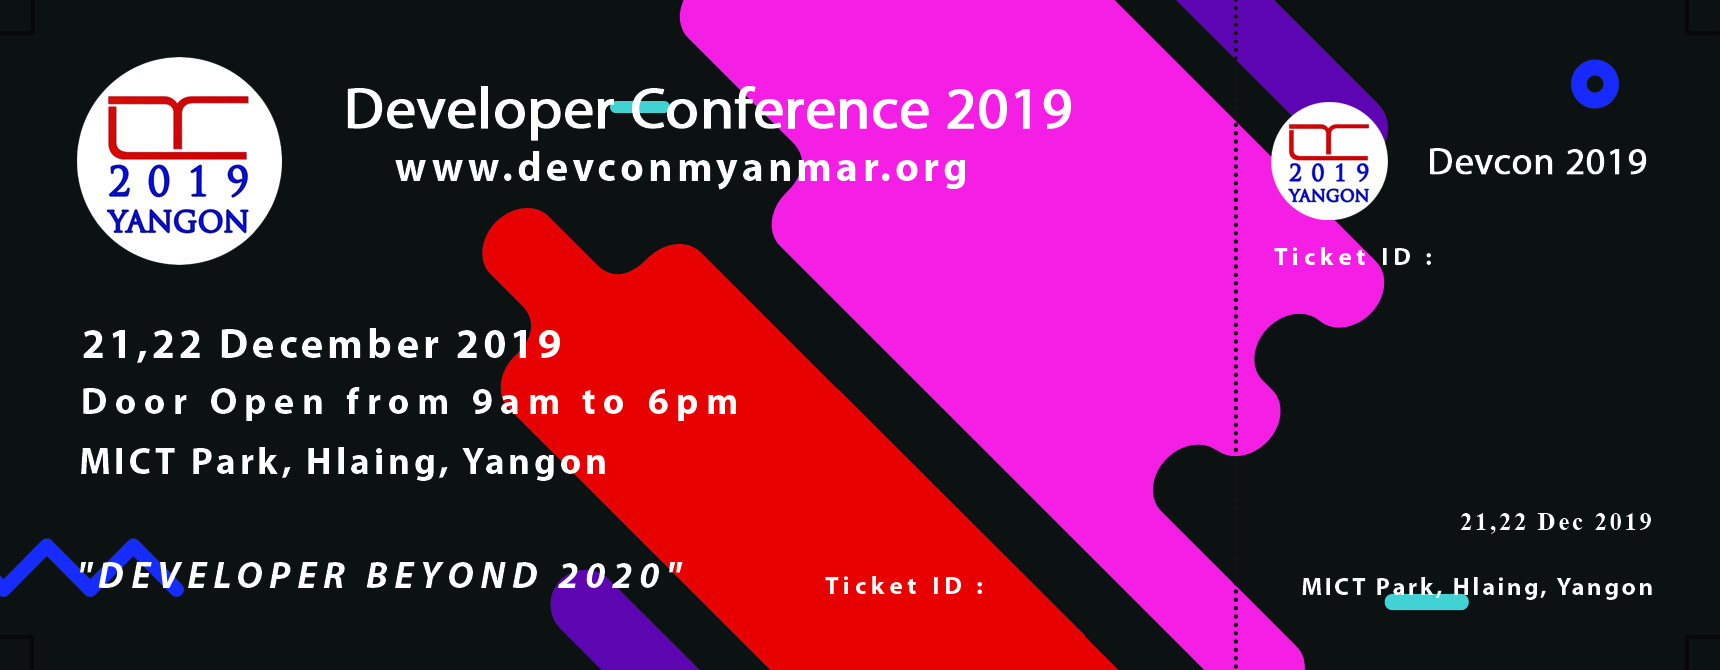 2019
YANGON
Developer Conference 2019
www.devconmyanmar.org
21,22 December 2019
Door Open from 9am to 6pm
MICT Park, Hlaing, Yangon
"DEVELOPER BEYOND 2020"
Ticket ID :
2019
YANGON
Devcon 2019
Ticket ID :
21,22 Dec 2019
MICT Park, Hlaing, Yangon